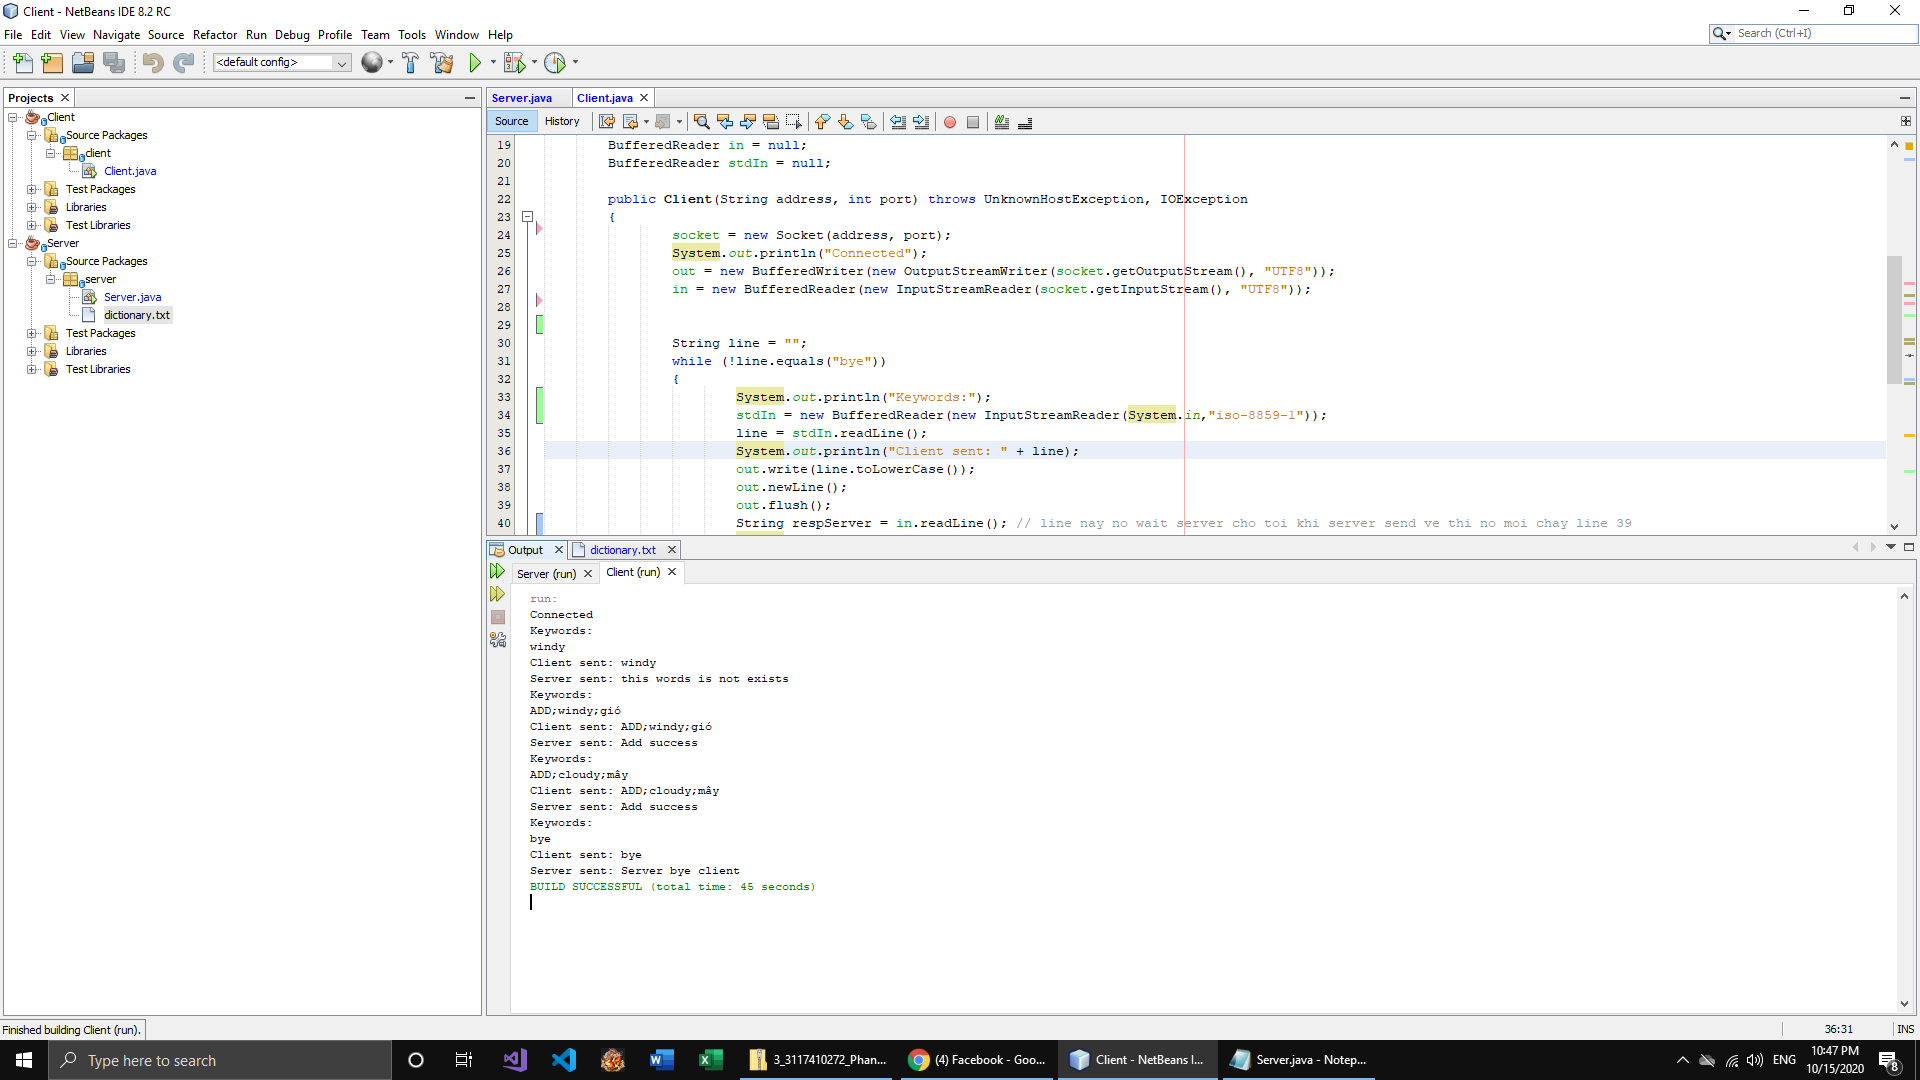 Client - NetBeans IDE 8.2 RC
File Edit View Navigate Source Refactor Run Debug Profile Team Tools Window Help
Search (Ctrl+I)
<default config>
Projects
Client
Source Packages
client
Client.java
Test Packages
Libraries
Test Libraries
Server
Source Packages
server
Server.java
dictionary.txt
Test Packages
Libraries
Test Libraries
Server.java Client.java
Source History
19 BufferedReader in = null;
20 BufferedReader stdIn = null;
21
22 public Client(String address, int port) throws UnknownHostException, IOException
23 {
24 socket = new Socket(address, port);
25 System.out.println("Connected");
26 out = new BufferedWriter(new OutputStreamWriter(socket.getOutputStream(), "UTF8"));
27 in = new BufferedReader(new InputStreamReader(socket.getInputStream(), "UTF8"));
28
29
30 String line = "";
31 while (!line.equals("bye"))
32 {
33 System.out.println("Keywords:");
34 stdIn = new BufferedReader(new InputStreamReader(System.in,"iso-8859-1"));
35 line = stdIn.readLine();
36 System.out.println("Client sent: " + line);
37 out.write(line.toLowerCase());
38 out.newLine();
39 out.flush();
40 String respServer = in.readLine(); // line nay no wait server cho toi khi server send ve thi no moi chay line 39
Output dictionary.txt
Server (run) Client (run)
run:
Connected
Keywords:
windy
Client sent: windy
Server sent: this words is not exists
Keywords:
ADD;windy;gió
Client sent: ADD;windy;gió
Server sent: Add success
Keywords:
ADD;cloudy;mây
Client sent: ADD;cloudy;mây
Server sent: Add success
Keywords:
bye
Client sent: bye
Server sent: Server bye client
BUILD SUCCESSFUL (total time: 45 seconds)
Finished building Client (run).
36:31 INS
Type here to search
3_3117410272_Phan...
(4) Facebook - Goo...
Client - NetBeans I...
Server.java - Notep...
ENG
10:47 PM
10/15/2020
8